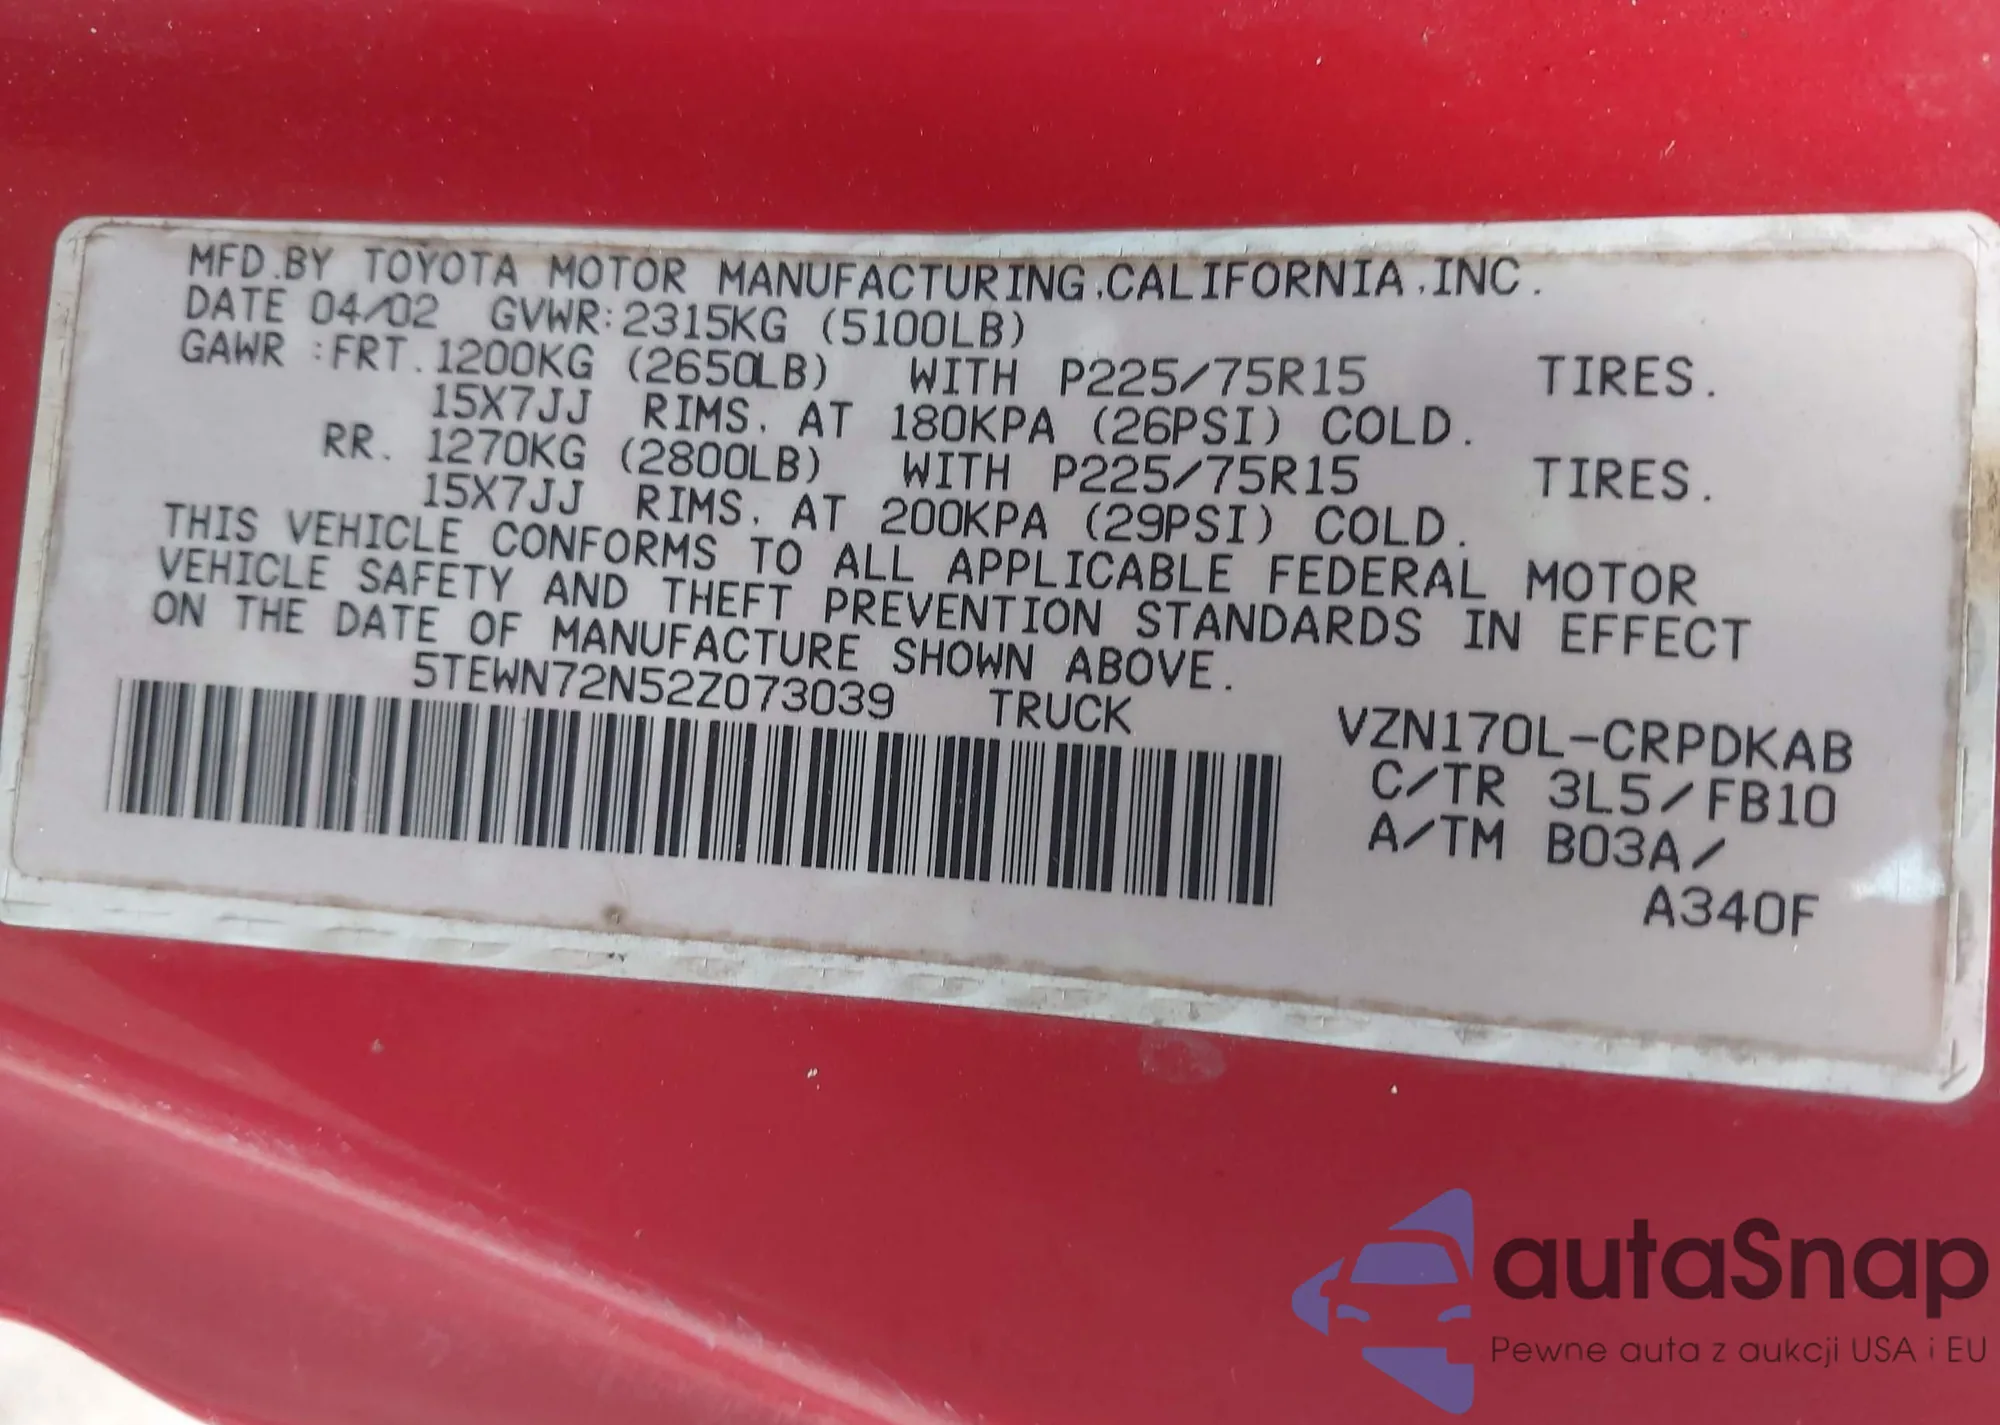 MFD.BY TOYOTA MOTOR MANUFACTURING,CALIFORNIA,INC.
DATE 04/02 GVWR:2315KG (5100LB)
GAWR :FRT.1200KG (2650LB) WITH P225/75R15 TIRES.
15X7JJ RIMS. AT 180KPA (26PSI) COLD.
RR. 1270KG (2800LB) WITH P225/75R15 TIRES.
15X7JJ RIMS. AT 200KPA (29PSI) COLD.
THIS VEHICLE CONFORMS TO ALL APPLICABLE FEDERAL MOTOR
VEHICLE SAFETY AND THEFT PREVENTION STANDARDS IN EFFECT
ON THE DATE OF MANUFACTURE SHOWN ABOVE.
5TEWN72N52Z073039 TRUCK VZN170L-CRPDKAB
C/TR 3L5/FB10
A/TM B03A/
A340F
autaSnap
Pewne auta z aukcji USA i EU